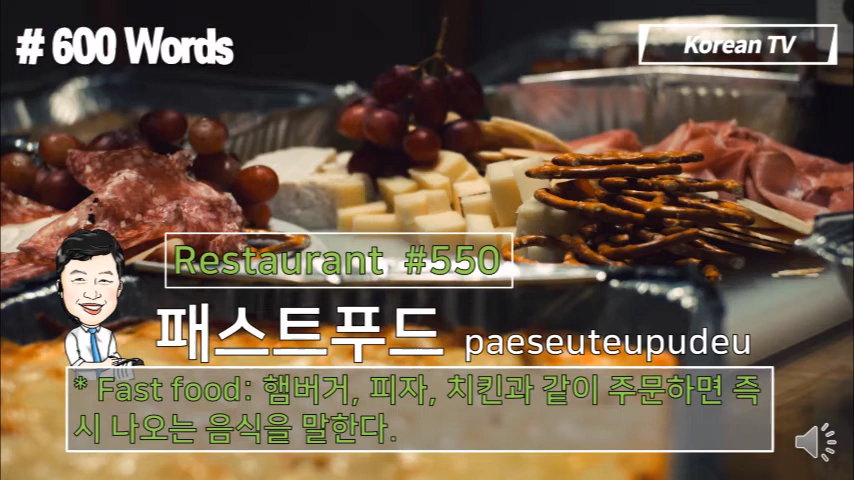 # 600 Words
Korean TV
Restaurant #550
패스트푸드 paeseuteupudeu
* Fast food: 햄버거, 피자, 치킨과 같이 주문하면 즉
시 나오는 음식을 말한다.